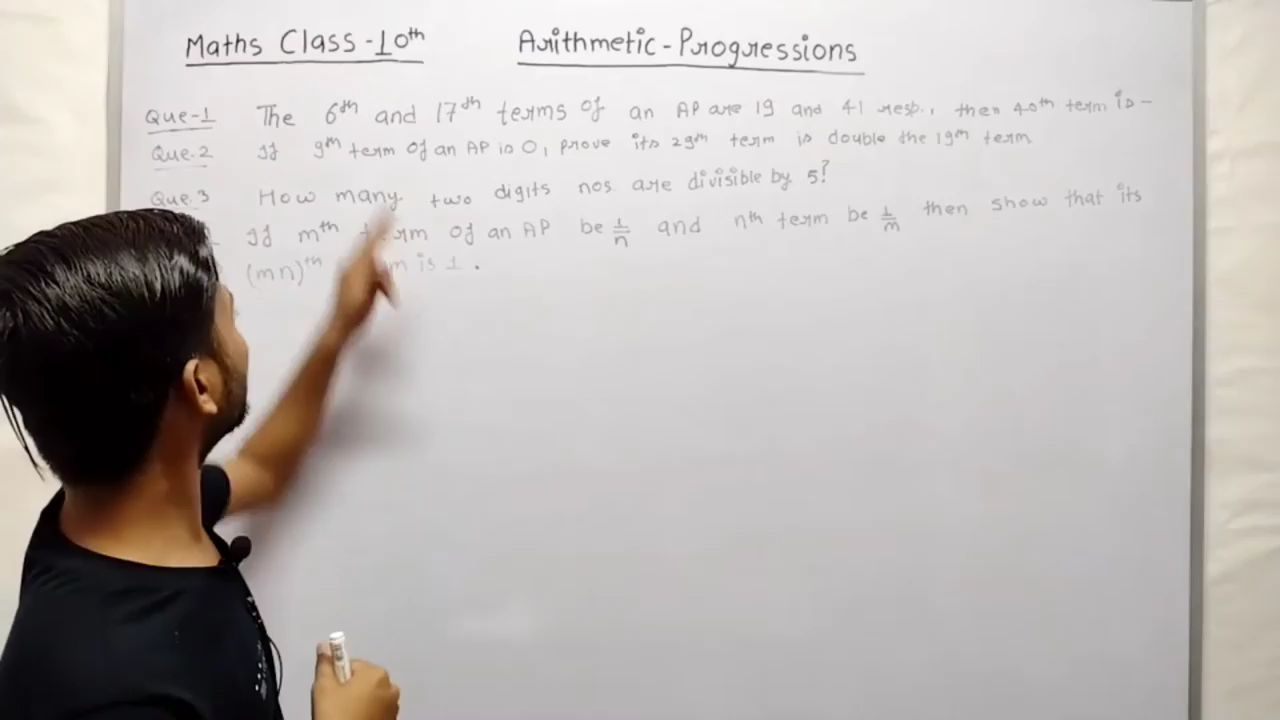 Maths Class-10th Arithmetic-Progressions
Que-1 The 6th and 17th terms of an AP are 19 and 41 resp., then 40th term is -
Que.2 If 9th term of an AP is 0, prove its 29th term is double the 19th term
Que.3 How many two digits nos are divisible by 5?
If mth term of an AP be 1/n and nth term be 1/m then show that its
(mn)th is 1.